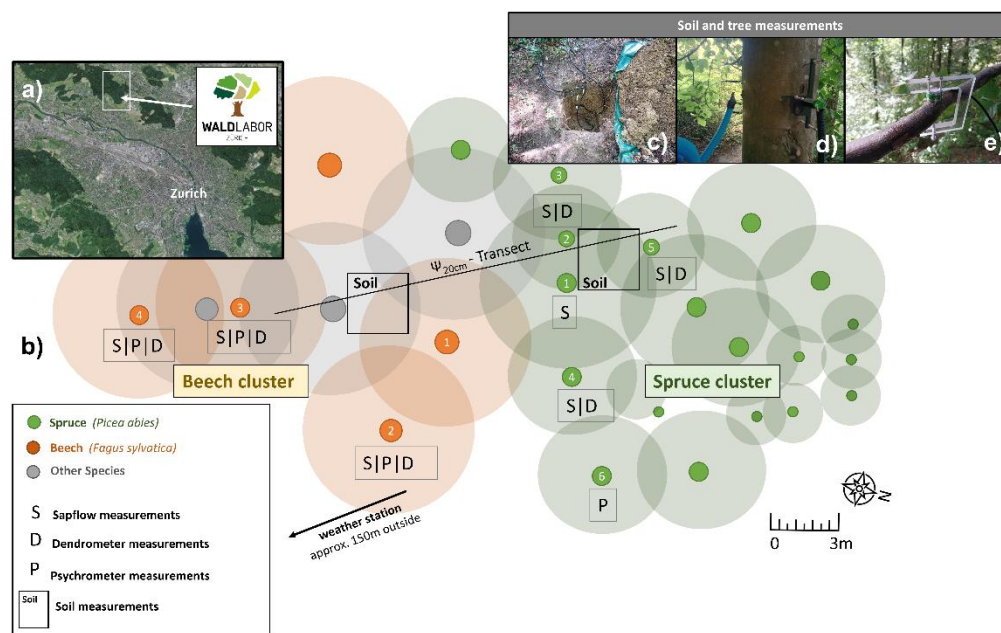 Soil and tree measurements
a)
WALDLABOR
ZÜRICH
Zurich
c)
d)
e)
3
S|D
2
Ψ20cm - Transect
5
S|D
Soil
Soil
1
S
4
S|P|D
3
S|P|D
1
b)
Beech cluster
4
S|D
Spruce cluster
2
S|P|D
6
P
weather station
approx. 150m outside
N
0 3m
Spruce (Picea abies)
Beech (Fagus sylvatica)
Other Species
S Sapflow measurements
D Dendrometer measurements
P Psychrometer measurements
Soil Soil measurements